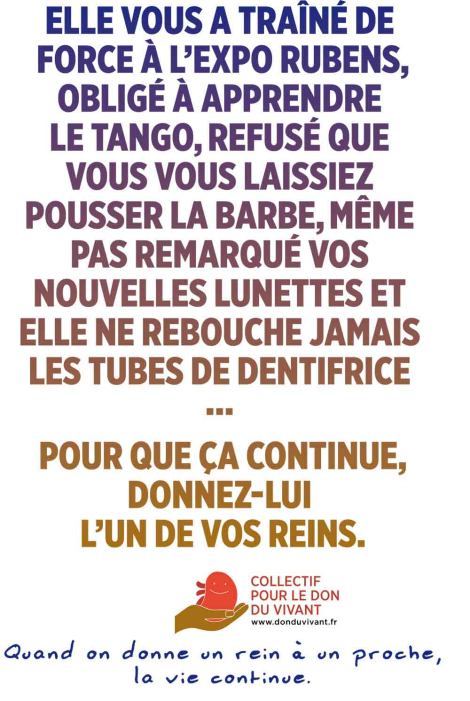 ELLE VOUS A TRAÎNÉ DE
FORCE À L'EXPO RUBENS,
OBLIGÉ À APPRENDRE
LE TANGO, REFUSÉ QUE
VOUS VOUS LAISSIEZ
POUSSER LA BARBE, MÊME
PAS REMARQUÉ VOS
NOUVELLES LUNETTES ET
ELLE NE REBOUCHE JAMAIS
LES TUBES DE DENTIFRICE
...
POUR QUE ÇA CONTINUE,
DONNEZ-LUI
L'UN DE VOS REINS.
COLLECTIF
POUR LE DON
DU VIVANT
www.donduvivant.fr
Quand on donne un rein à un proche,
la vie continue.